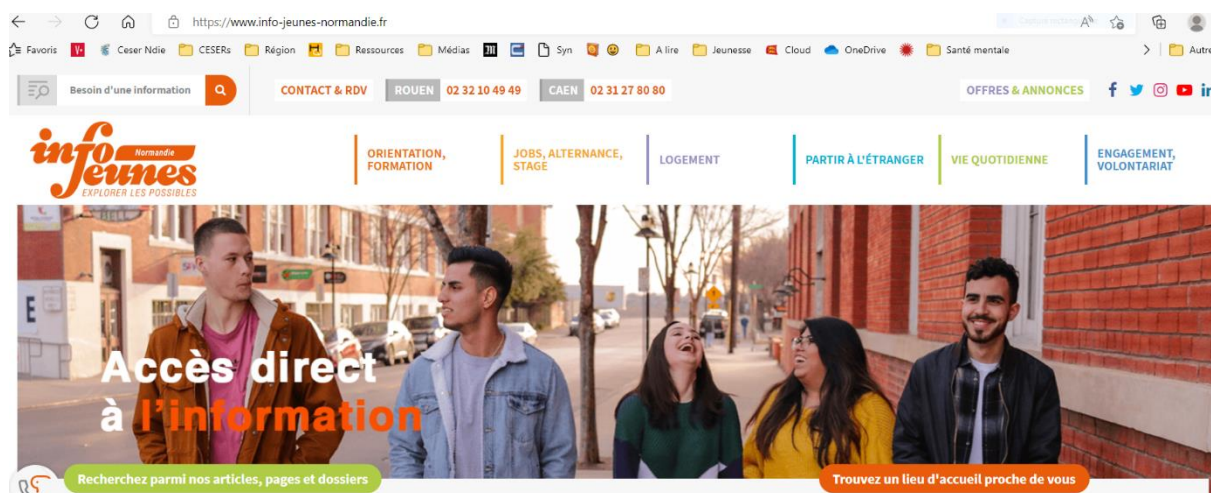 https://www.info-jeunes-normandie.fr
Favoris Ceser Ndie CESERs Région Ressources Médias Syn A lire Jeunesse Cloud OneDrive Santé mentale Autre
Besoin d'une information CONTACT & RDV ROUEN 02 32 10 49 49 CAEN 02 31 27 80 80 OFFRES & ANNONCES
info Jeunes
Normandie
EXPLORER LES POSSIBLES
ORIENTATION,
FORMATION
JOBS, ALTERNANCE,
STAGE
LOGEMENT
PARTIR À L'ÉTRANGER
VIE QUOTIDIENNE
ENGAGEMENT,
VOLONTARIAT
Accès direct
à l'information
Recherchez parmi nos articles, pages et dossiers
Trouvez un lieu d'accueil proche de vous